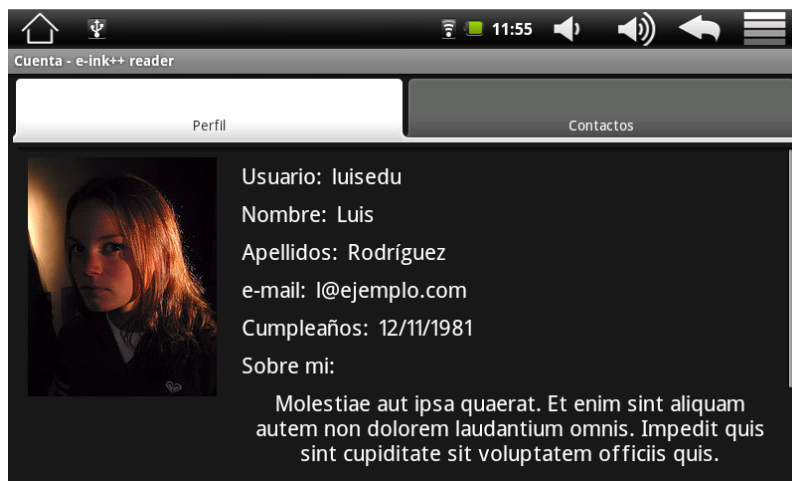 11:55
Cuenta - e-ink++ reader
Perfil
Contactos
Usuario: luisedu
Nombre: Luis
Apellidos: Rodríguez
e-mail: l@ejemplo.com
Cumpleaños: 12/11/1981
Sobre mi:
Molestiae aut ipsa quaerat. Et enim sint aliquam
autem non dolorem laudantium omnis. Impedit quis
sint cupiditate sit voluptatem officiis quis.